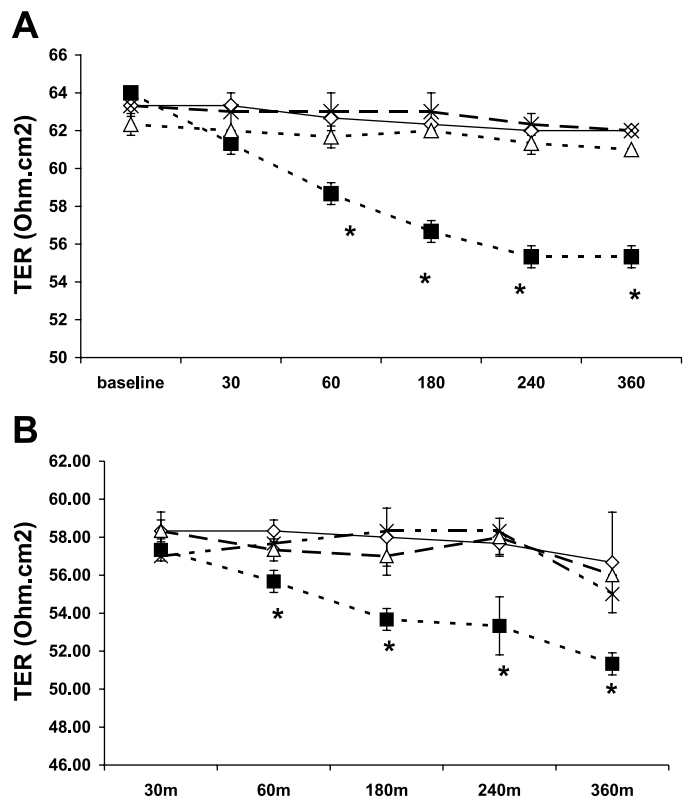 A
66
64
62
60
58
56
54
52
50
TER (Ohm.cm2)
* * * *
baseline 30 60 180 240 360
B
62.00
60.00
58.00
56.00
54.00
52.00
50.00
48.00
46.00
TER (Ohm.cm2)
* * * *
30m 60m 180m 240m 360m